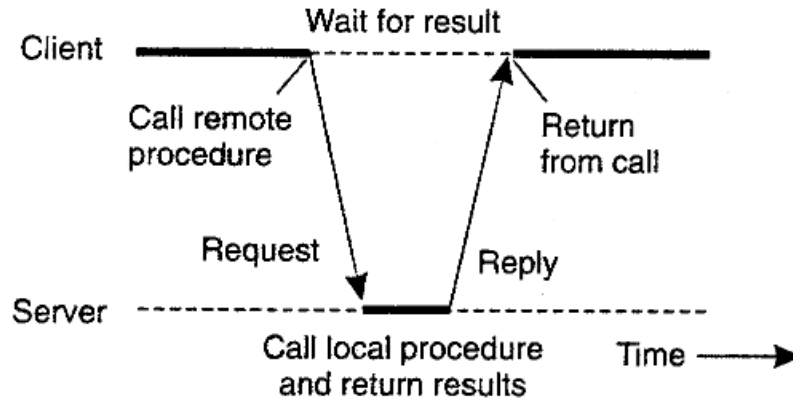 Wait for result
Client
Call remote
procedure
Return
from call
Request
Reply
Server
Call local procedure
and return results
Time